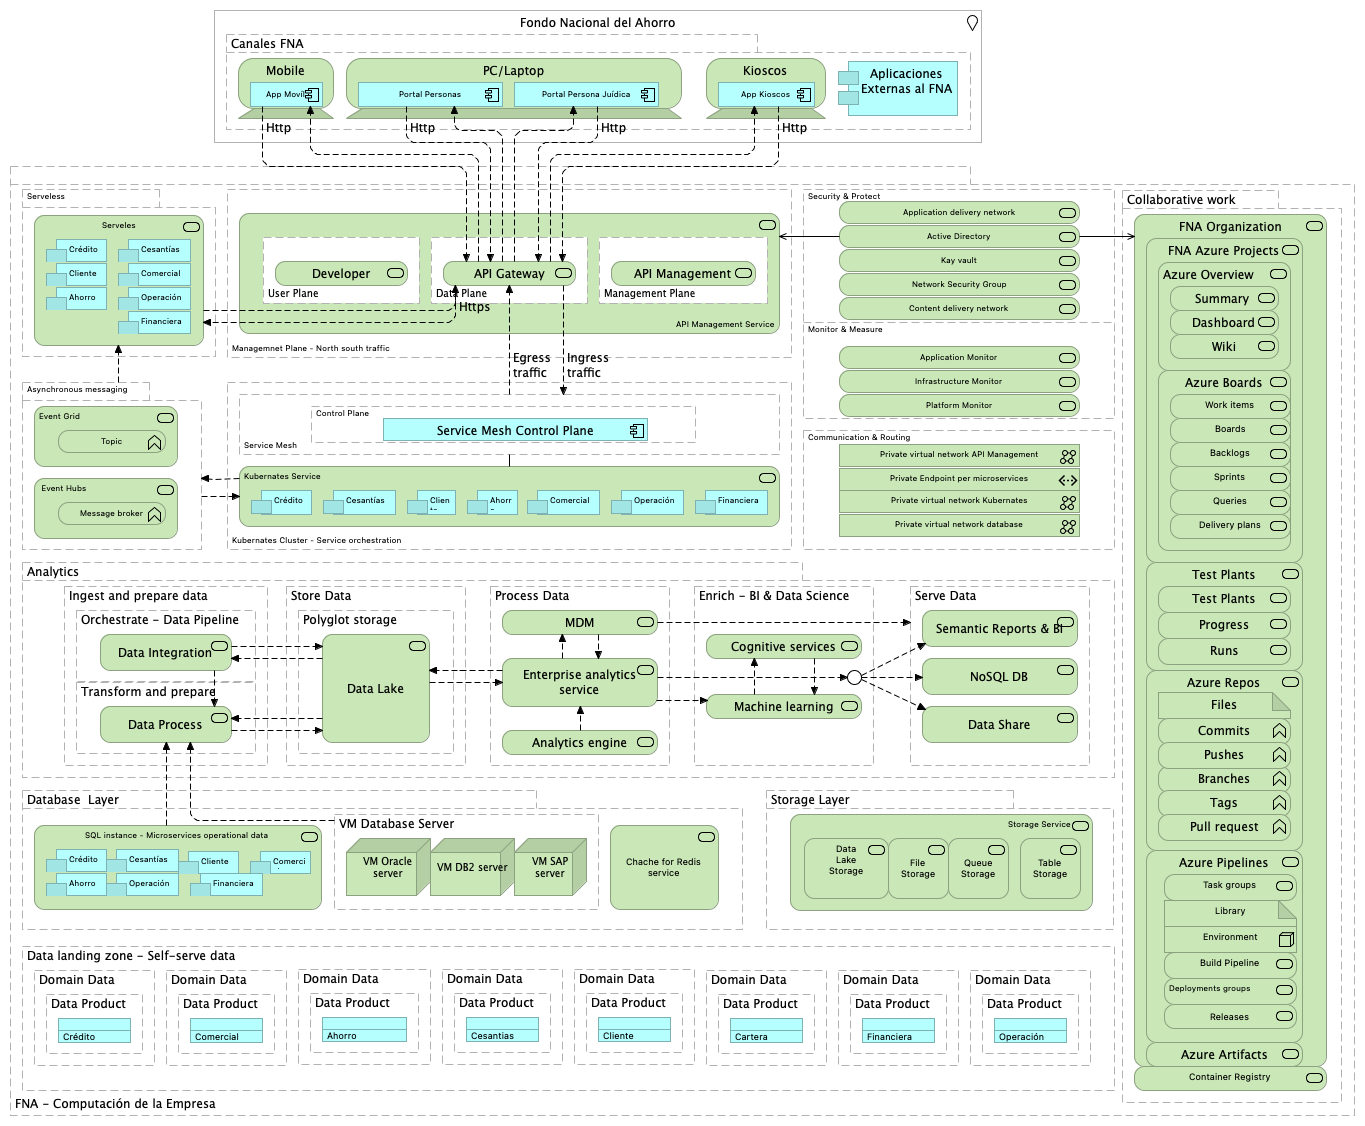 Fondo Nacional del Ahorro
Canales FNA
Mobile
App Movil
PC/Laptop
Portal Personas
Portal Persona Juídica
Kioscos
App Kioscos
Aplicaciones
Externas al FNA
Http
Http
Http
Http
Serveless
Serveles
Crédito
Cesantías
Cliente
Comercial
Ahorro
Operación
Financiera
Developer
User Plane
API Gateway
Data Plane
Https
API Management
Management Plane
API Management Service
Managemnet Plane - North south traffic
Egress
traffic
Ingress
traffic
Security & Protect
Application delivery network
Active Directory
Kay vault
Network Security Group
Content delivery network
Monitor & Measure
Application Monitor
Infrastructure Monitor
Platform Monitor
Asynchronous messaging
Event Grid
Topic
Event Hubs
Message broker
Control Plane
Service Mesh Control Plane
Service Mesh
Kubernates Service
Crédito
Cesantías
Clien
Ahorr
Comercial
Operación
Financiera
Kubernates Cluster - Service orchestration
Communication & Routing
Private virtual network API Management
Private Endpoint per microservices
Private virtual network Kubernates
Private virtual network database
Analytics
Ingest and prepare data
Orchestrate - Data Pipeline
Data Integration
Transform and prepare
Data Process
Store Data
Polyglot storage
Data Lake
Process Data
MDM
Enterprise analytics
service
Analytics engine
Enrich - BI & Data Science
Cognitive services
Machine learning
Serve Data
Semantic Reports & BI
NoSQL DB
Data Share
Database  Layer
SQL instance - Microservices operational data
Crédito
Cesantías
Cliente
Comerci
Ahorro
Operación
Financiera
VM Database Server
VM Oracle
server
VM DB2 server
VM SAP
server
Chache for Redis
service
Storage Layer
Storage Service
Data
Lake
Storage
File
Storage
Queue
Storage
Table
Storage
Data landing zone - Self-serve data
Domain Data
Data Product
Crédito
Domain Data
Data Product
Comercial
Domain Data
Data Product
Ahorro
Domain Data
Data Product
Cesantias
Domain Data
Data Product
Cliente
Domain Data
Data Product
Cartera
Domain Data
Data Product
Financiera
Domain Data
Data Product
Operación
FNA - Computación de la Empresa
Collaborative work
FNA Organization
FNA Azure Projects
Azure Overview
Summary
Dashboard
Wiki
Azure Boards
Work items
Boards
Backlogs
Sprints
Queries
Delivery plans
Test Plants
Test Plants
Progress
Runs
Azure Repos
Files
Commits
Pushes
Branches
Tags
Pull request
Azure Pipelines
Task groups
Library
Environment
Build Pipeline
Deployments groups
Releases
Azure Artifacts
Container Registry